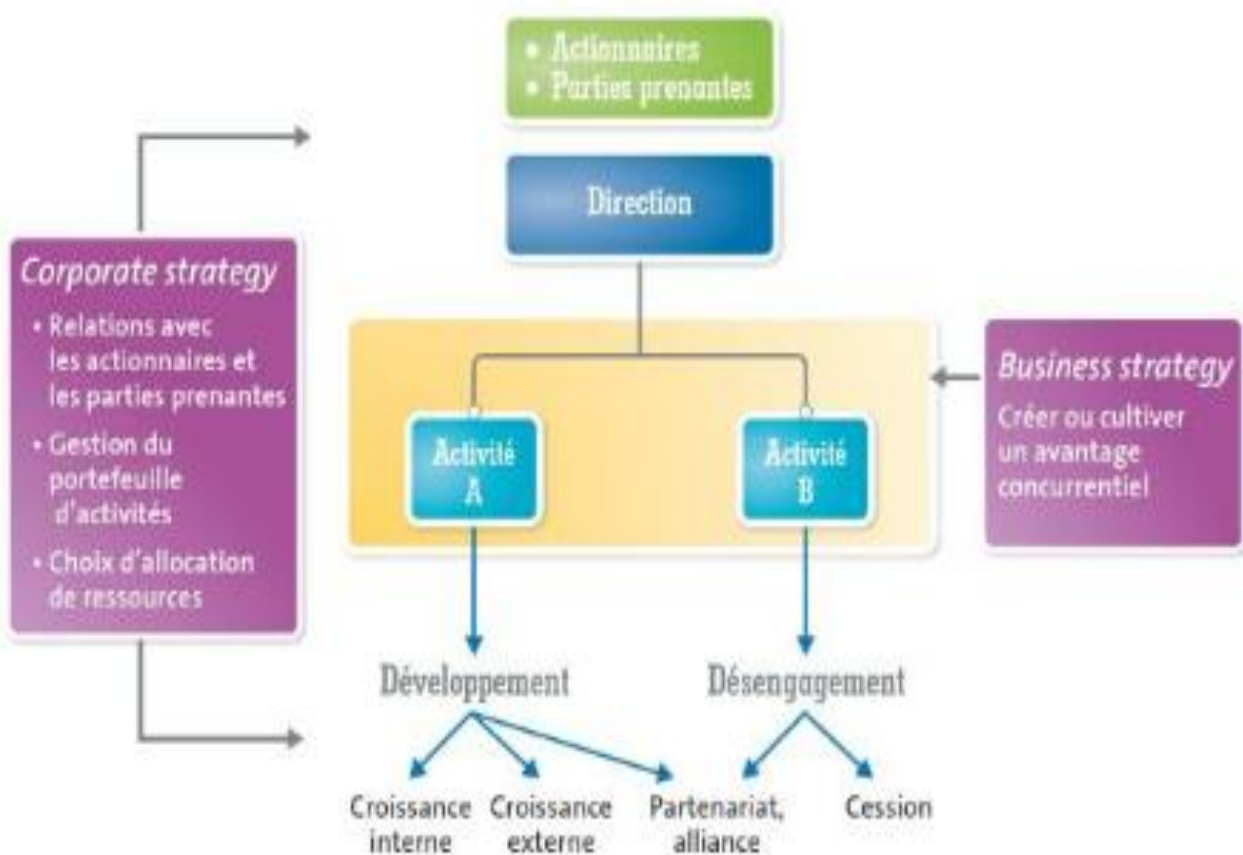 • Actionnaires
• Parties prenantes
Direction
Corporate strategy
• Relations avec
les actionnaires et
les parties prenantes
• Gestion du
portefeuille
d'activités
• Choix d'allocation
de ressources
Activité
A
Activité
B
Business strategy
Créer ou cultiver
un avantage
concurrentiel
Développement
Désengagement
Croissance
interne
Croissance
externe
Partenariat,
alliance
Cession